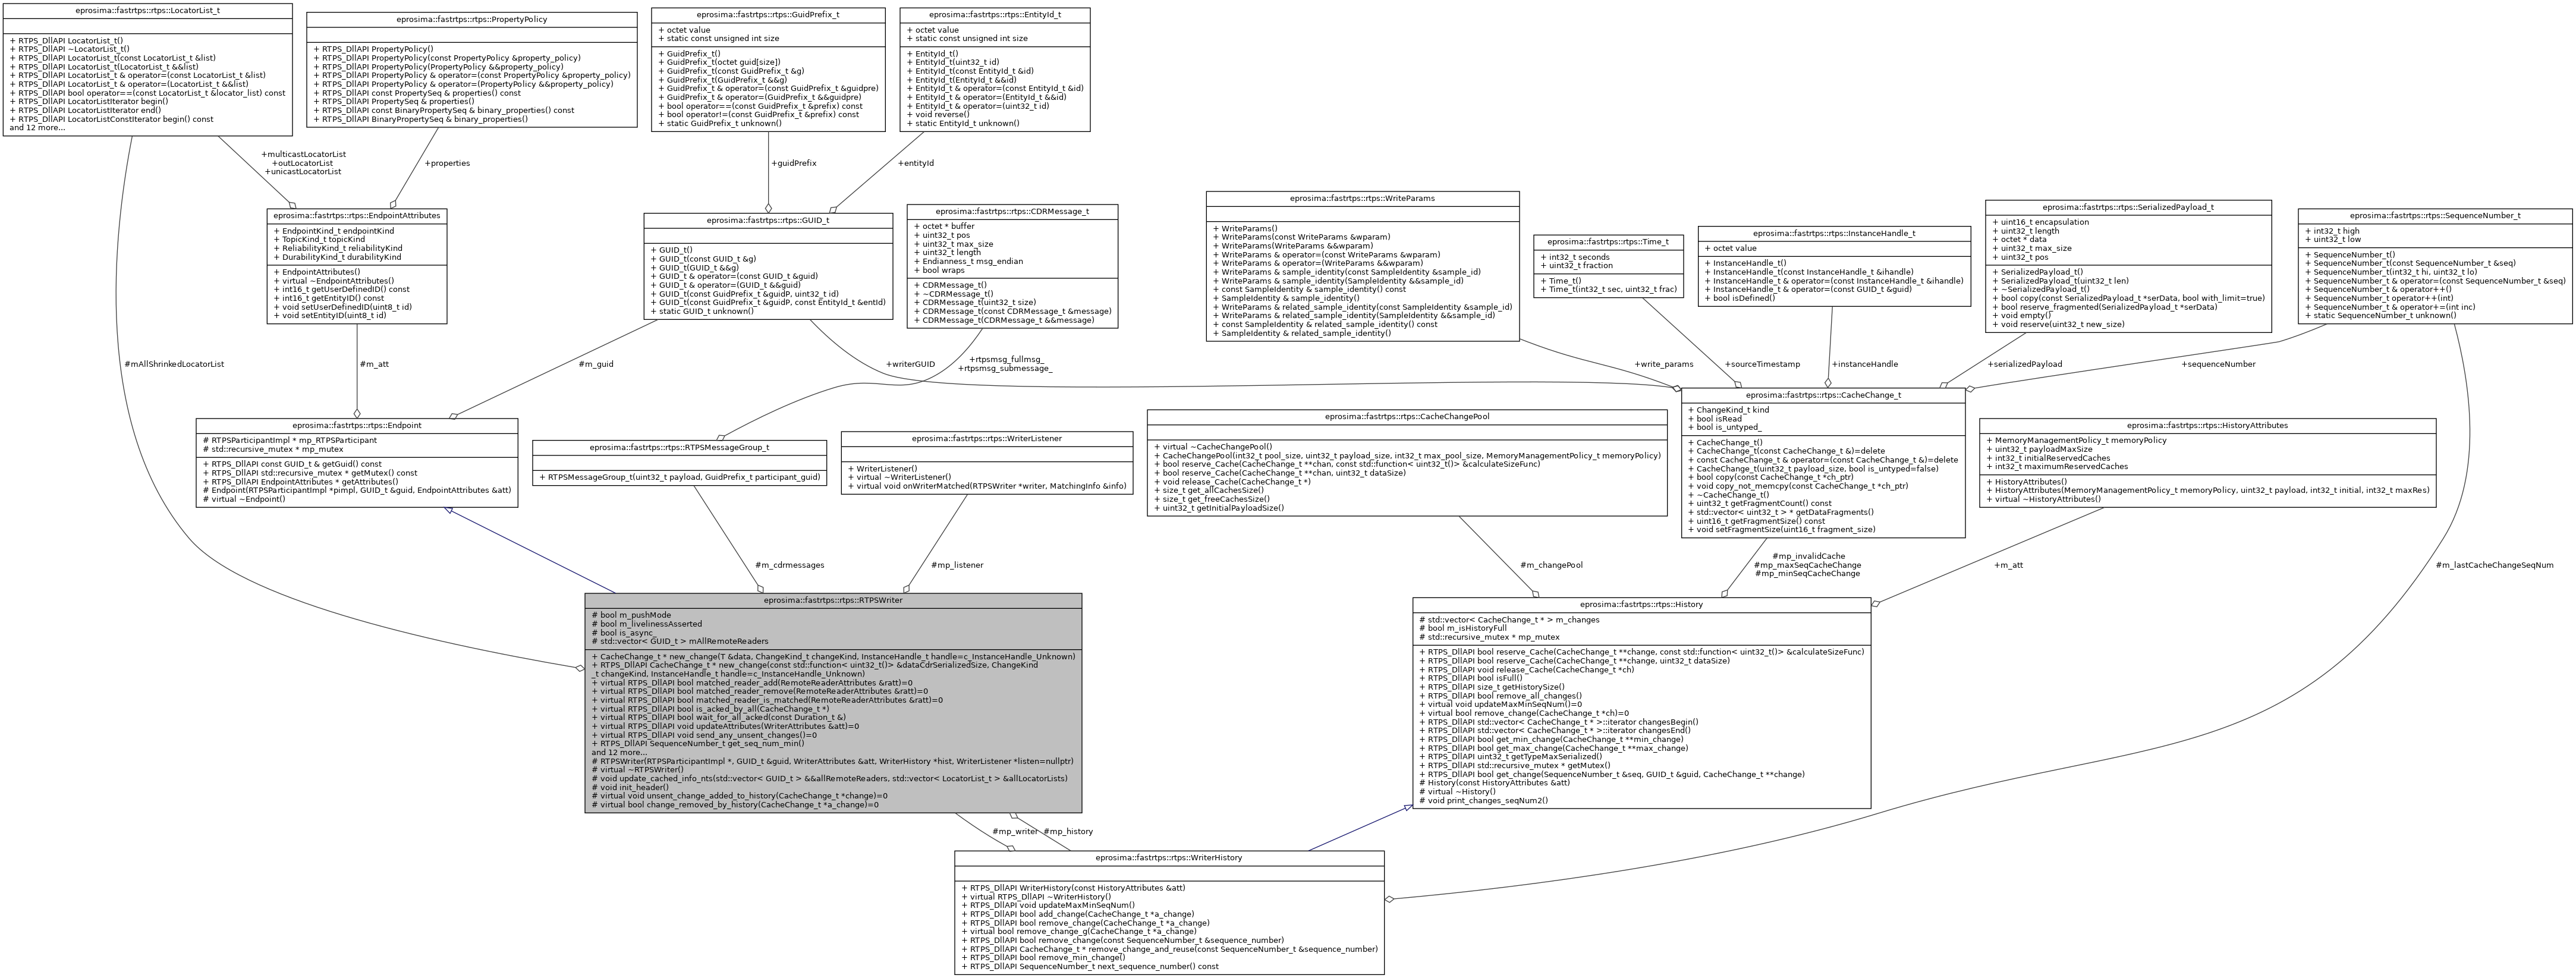 eprosima::fastrtps::rtps::LocatorList_t
+ RTPS_DllAPI LocatorList_t()
+ RTPS_DllAPI ~LocatorList_t()
+ RTPS_DllAPI LocatorList_t(const LocatorList_t &list)
+ RTPS_DllAPI LocatorList_t(LocatorList_t &&list)
+ RTPS_DllAPI LocatorList_t & operator=(const LocatorList_t &list)
+ RTPS_DllAPI LocatorList_t & operator=(LocatorList_t &&list)
+ RTPS_DllAPI bool operator==(const LocatorList_t &locator_list) const
+ RTPS_DllAPI LocatorListIterator begin()
+ RTPS_DllAPI LocatorListIterator end()
+ RTPS_DllAPI LocatorListConstIterator begin() const
and 12 more...
eprosima::fastrtps::rtps::PropertyPolicy
+ RTPS_DllAPI PropertyPolicy()
+ RTPS_DllAPI PropertyPolicy(const PropertyPolicy &property_policy)
+ RTPS_DllAPI PropertyPolicy(PropertyPolicy &&property_policy)
+ RTPS_DllAPI PropertyPolicy & operator=(const PropertyPolicy &property_policy)
+ RTPS_DllAPI PropertyPolicy & operator=(PropertyPolicy &&property_policy)
+ RTPS_DllAPI const PropertySeq & properties() const
+ RTPS_DllAPI PropertySeq & properties()
+ RTPS_DllAPI const BinaryPropertySeq & binary_properties() const
+ RTPS_DllAPI BinaryPropertySeq & binary_properties()
eprosima::fastrtps::rtps::GuidPrefix_t
+ octet value
+ static const unsigned int size
+ GuidPrefix_t()
+ GuidPrefix_t(octet guid[size])
+ GuidPrefix_t(const GuidPrefix_t &g)
+ GuidPrefix_t(GuidPrefix_t &&g)
+ GuidPrefix_t & operator=(const GuidPrefix_t &guidpre)
+ GuidPrefix_t & operator=(GuidPrefix_t &&guidpre)
+ bool operator==(const GuidPrefix_t &prefix) const
+ bool operator!=(const GuidPrefix_t &prefix) const
+ static GuidPrefix_t unknown()
eprosima::fastrtps::rtps::EntityId_t
+ octet value
+ static const unsigned int size
+ EntityId_t()
+ EntityId_t(uint32_t id)
+ EntityId_t(const EntityId_t &id)
+ EntityId_t(EntityId_t &&id)
+ EntityId_t & operator=(const EntityId_t &id)
+ EntityId_t & operator=(EntityId_t &&id)
+ EntityId_t & operator=(uint32_t id)
+ void reverse()
+ static EntityId_t unknown()
+multicastLocatorList
+outLocatorList
+unicastLocatorList
+properties
+guidPrefix
+entityId
eprosima::fastrtps::rtps::EndpointAttributes
+ EndpointKind_t endpointKind
+ TopicKind_t topicKind
+ ReliabilityKind_t reliabilityKind
+ DurabilityKind_t durabilityKind
+ EndpointAttributes()
+ virtual ~EndpointAttributes()
+ int16_t getUserDefinedID() const
+ int16_t getEntityID() const
+ void setUserDefinedID(uint8_t id)
+ void setEntityID(uint8_t id)
eprosima::fastrtps::rtps::GUID_t
+ GUID_t()
+ GUID_t(const GUID_t &g)
+ GUID_t(GUID_t &&g)
+ GUID_t & operator=(const GUID_t &guid)
+ GUID_t & operator=(GUID_t &&guid)
+ GUID_t(const GuidPrefix_t &guidP, uint32_t id)
+ GUID_t(const GuidPrefix_t &guidP, const EntityId_t &entId)
+ static GUID_t unknown()
eprosima::fastrtps::rtps::CDRMessage_t
+ octet * buffer
+ uint32_t pos
+ uint32_t max_size
+ uint32_t length
+ Endianness_t msg_endian
+ bool wraps
+ CDRMessage_t()
+ ~CDRMessage_t()
+ CDRMessage_t(uint32_t size)
+ CDRMessage_t(const CDRMessage_t &message)
+ CDRMessage_t(CDRMessage_t &&message)
eprosima::fastrtps::rtps::WriteParams
+ WriteParams()
+ WriteParams(const WriteParams &wparam)
+ WriteParams(WriteParams &&wparam)
+ WriteParams & operator=(const WriteParams &wparam)
+ WriteParams & operator=(WriteParams &&wparam)
+ WriteParams & sample_identity(const SampleIdentity &sample_id)
+ WriteParams & sample_identity(SampleIdentity &&sample_id)
+ const SampleIdentity & sample_identity() const
+ SampleIdentity & sample_identity()
+ WriteParams & related_sample_identity(const SampleIdentity &sample_id)
+ WriteParams & related_sample_identity(SampleIdentity &&sample_id)
+ const SampleIdentity & related_sample_identity() const
+ SampleIdentity & related_sample_identity()
eprosima::fastrtps::rtps::Time_t
+ int32_t seconds
+ uint32_t fraction
+ Time_t()
+ Time_t(int32_t sec, uint32_t frac)
eprosima::fastrtps::rtps::InstanceHandle_t
+ octet value
+ InstanceHandle_t()
+ InstanceHandle_t(const InstanceHandle_t &ihandle)
+ InstanceHandle_t & operator=(const InstanceHandle_t &ihandle)
+ InstanceHandle_t & operator=(const GUID_t &guid)
+ bool isDefined()
eprosima::fastrtps::rtps::SerializedPayload_t
+ uint16_t encapsulation
+ uint32_t length
+ octet * data
+ uint32_t max_size
+ uint32_t pos
+ SerializedPayload_t()
+ SerializedPayload_t(uint32_t len)
+ ~SerializedPayload_t()
+ bool copy(const SerializedPayload_t *serData, bool with_limit=true)
+ bool reserve_fragmented(SerializedPayload_t *serData)
+ void empty()
+ void reserve(uint32_t new_size)
eprosima::fastrtps::rtps::SequenceNumber_t
+ int32_t high
+ uint32_t low
+ SequenceNumber_t()
+ SequenceNumber_t(const SequenceNumber_t &seq)
+ SequenceNumber_t(int32_t hi, uint32_t lo)
+ SequenceNumber_t & operator=(const SequenceNumber_t &seq)
+ SequenceNumber_t & operator++()
+ SequenceNumber_t operator++(int)
+ SequenceNumber_t & operator+=(int inc)
+ static SequenceNumber_t unknown()
#mAllShrinkedLocatorList
#m_att
#m_guid
+writerGUID
+rtpsmsg_fullmsg_
+rtpsmsg_submessage_
+write_params
+sourceTimestamp
+instanceHandle
+serializedPayload
+sequenceNumber
eprosima::fastrtps::rtps::Endpoint
# RTPSParticipantImpl * mp_RTPSParticipant
# std::recursive_mutex * mp_mutex
+ RTPS_DllAPI const GUID_t & getGuid() const
+ RTPS_DllAPI std::recursive_mutex * getMutex() const
+ RTPS_DllAPI EndpointAttributes * getAttributes()
# Endpoint(RTPSParticipantImpl *pimpl, GUID_t &guid, EndpointAttributes &att)
# virtual ~Endpoint()
eprosima::fastrtps::rtps::RTPSMessageGroup_t
+ RTPSMessageGroup_t(uint32_t payload, GuidPrefix_t participant_guid)
eprosima::fastrtps::rtps::WriterListener
+ WriterListener()
+ virtual ~WriterListener()
+ virtual void onWriterMatched(RTPSWriter *writer, MatchingInfo &info)
eprosima::fastrtps::rtps::CacheChangePool
+ virtual ~CacheChangePool()
+ CacheChangePool(int32_t pool_size, uint32_t payload_size, int32_t max_pool_size, MemoryManagementPolicy_t memoryPolicy)
+ bool reserve_Cache(CacheChange_t **chan, const std::function< uint32_t()> &calculateSizeFunc)
+ bool reserve_Cache(CacheChange_t **chan, uint32_t dataSize)
+ void release_Cache(CacheChange_t *)
+ size_t get_allCachesSize()
+ size_t get_freeCachesSize()
+ uint32_t getInitialPayloadSize()
eprosima::fastrtps::rtps::CacheChange_t
+ ChangeKind_t kind
+ bool isRead
+ bool is_untyped_
+ CacheChange_t()
+ CacheChange_t(const CacheChange_t &)=delete
+ const CacheChange_t & operator=(const CacheChange_t &)=delete
+ CacheChange_t(uint32_t payload_size, bool is_untyped=false)
+ bool copy(const CacheChange_t *ch_ptr)
+ void copy_not_memcpy(const CacheChange_t *ch_ptr)
+ ~CacheChange_t()
+ uint32_t getFragmentCount() const
+ std::vector< uint32_t > * getDataFragments()
+ uint16_t getFragmentSize() const
+ void setFragmentSize(uint16_t fragment_size)
eprosima::fastrtps::rtps::HistoryAttributes
+ MemoryManagementPolicy_t memoryPolicy
+ uint32_t payloadMaxSize
+ int32_t initialReservedCaches
+ int32_t maximumReservedCaches
+ HistoryAttributes()
+ HistoryAttributes(MemoryManagementPolicy_t memoryPolicy, uint32_t payload, int32_t initial, int32_t maxRes)
+ virtual ~HistoryAttributes()
#m_cdrmessages
#mp_listener
#m_changePool
#mp_invalidCache
#mp_maxSeqCacheChange
#mp_minSeqCacheChange
+m_att
#m_lastCacheChangeSeqNum
eprosima::fastrtps::rtps::RTPSWriter
# bool m_pushMode
# bool m_livelinessAsserted
# bool is_async_
# std::vector< GUID_t > mAllRemoteReaders
+ CacheChange_t * new_change(T &data, ChangeKind_t changeKind, InstanceHandle_t handle=c_InstanceHandle_Unknown)
+ RTPS_DllAPI CacheChange_t * new_change(const std::function< uint32_t()> &dataCdrSerializedSize, ChangeKind
_t changeKind, InstanceHandle_t handle=c_InstanceHandle_Unknown)
+ virtual RTPS_DllAPI bool matched_reader_add(RemoteReaderAttributes &ratt)=0
+ virtual RTPS_DllAPI bool matched_reader_remove(RemoteReaderAttributes &ratt)=0
+ virtual RTPS_DllAPI bool matched_reader_is_matched(RemoteReaderAttributes &ratt)=0
+ virtual RTPS_DllAPI bool is_acked_by_all(CacheChange_t *)
+ virtual RTPS_DllAPI bool wait_for_all_acked(const Duration_t &)
+ virtual RTPS_DllAPI void updateAttributes(WriterAttributes &att)=0
+ virtual RTPS_DllAPI void send_any_unsent_changes()=0
+ RTPS_DllAPI SequenceNumber_t get_seq_num_min()
and 12 more...
# RTPSWriter(RTPSParticipantImpl *, GUID_t &guid, WriterAttributes &att, WriterHistory *hist, WriterListener *listen=nullptr)
# virtual ~RTPSWriter()
# void update_cached_info_nts(std::vector< GUID_t > &&allRemoteReaders, std::vector< LocatorList_t > &allLocatorLists)
# void init_header()
# virtual void unsent_change_added_to_history(CacheChange_t *change)=0
# virtual bool change_removed_by_history(CacheChange_t *a_change)=0
eprosima::fastrtps::rtps::History
# std::vector< CacheChange_t * > m_changes
# bool m_isHistoryFull
# std::recursive_mutex * mp_mutex
+ RTPS_DllAPI bool reserve_Cache(CacheChange_t **change, const std::function< uint32_t()> &calculateSizeFunc)
+ RTPS_DllAPI bool reserve_Cache(CacheChange_t **change, uint32_t dataSize)
+ RTPS_DllAPI void release_Cache(CacheChange_t *ch)
+ RTPS_DllAPI bool isFull()
+ RTPS_DllAPI size_t getHistorySize()
+ RTPS_DllAPI bool remove_all_changes()
+ virtual void updateMaxMinSeqNum()=0
+ virtual bool remove_change(CacheChange_t *ch)=0
+ RTPS_DllAPI std::vector< CacheChange_t * >::iterator changesBegin()
+ RTPS_DllAPI std::vector< CacheChange_t * >::iterator changesEnd()
+ RTPS_DllAPI bool get_min_change(CacheChange_t **min_change)
+ RTPS_DllAPI bool get_max_change(CacheChange_t **max_change)
+ RTPS_DllAPI uint32_t getTypeMaxSerialized()
+ RTPS_DllAPI std::recursive_mutex * getMutex()
+ RTPS_DllAPI bool get_change(SequenceNumber_t &seq, GUID_t &guid, CacheChange_t **change)
# History(const HistoryAttributes &att)
# virtual ~History()
# void print_changes_seqNum2()
#mp_writer
#mp_history
eprosima::fastrtps::rtps::WriterHistory
+ RTPS_DllAPI WriterHistory(const HistoryAttributes &att)
+ virtual RTPS_DllAPI ~WriterHistory()
+ RTPS_DllAPI void updateMaxMinSeqNum()
+ RTPS_DllAPI bool add_change(CacheChange_t *a_change)
+ RTPS_DllAPI bool remove_change(CacheChange_t *a_change)
+ virtual bool remove_change_g(CacheChange_t *a_change)
+ RTPS_DllAPI bool remove_change(const SequenceNumber_t &sequence_number)
+ RTPS_DllAPI CacheChange_t * remove_change_and_reuse(const SequenceNumber_t &sequence_number)
+ RTPS_DllAPI bool remove_min_change()
+ RTPS_DllAPI SequenceNumber_t next_sequence_number() const